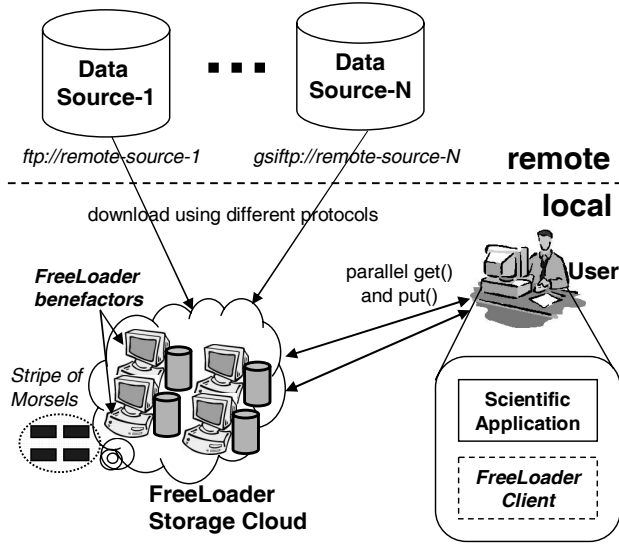 Data
Source-1
Data
Source-N
ftp://remote-source-1
gsiftp://remote-source-N
remote
local
download using different protocols
User
parallel get()
and put()
FreeLoader
benefactors
Stripe of
Morsels
Scientific
Application
FreeLoader
Client
FreeLoader
Storage Cloud